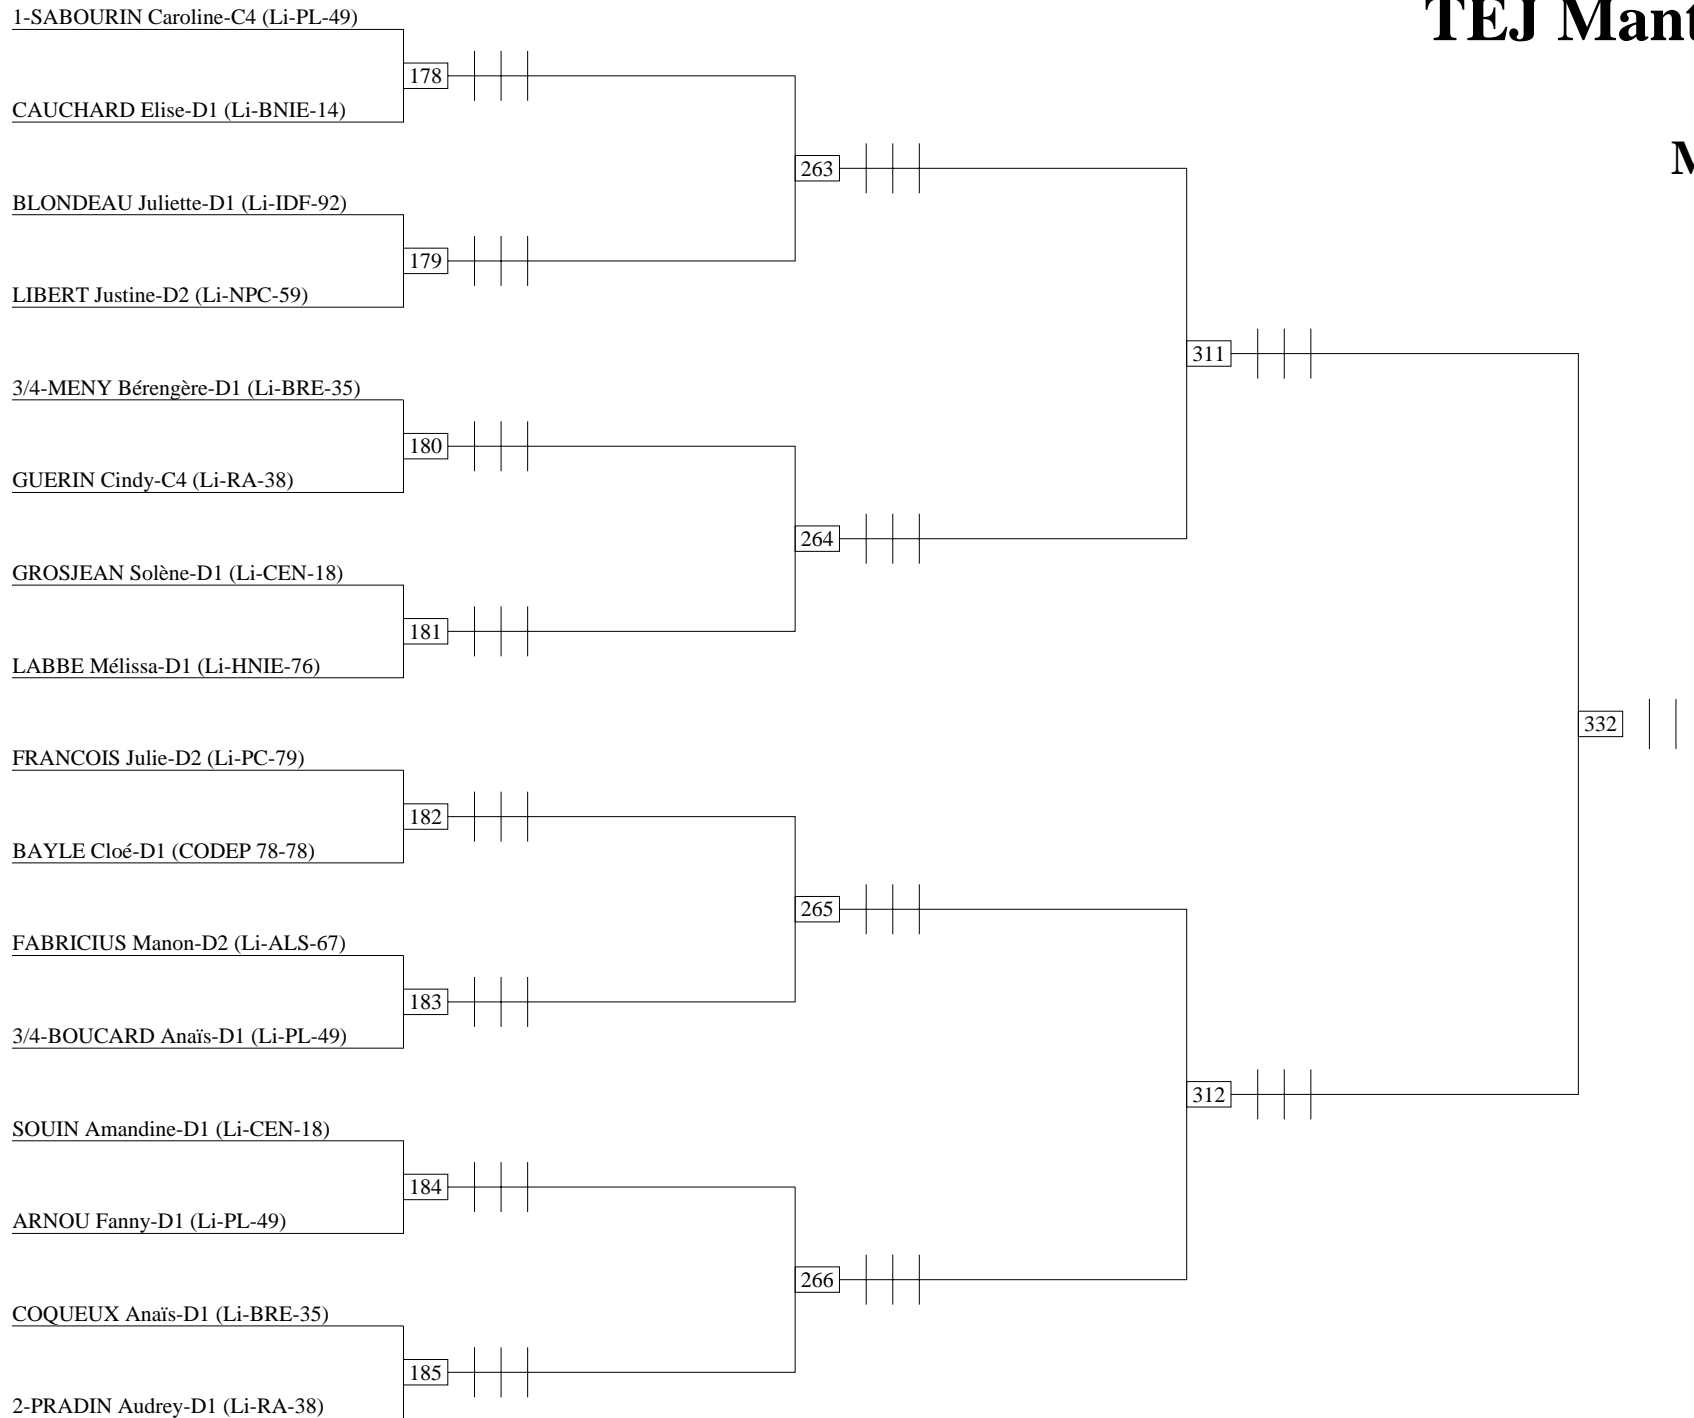 TEJ Mant
1-SABOURIN Caroline-C4 (Li-PL-49)
178
CAUCHARD Elise-D1 (Li-BNIE-14)
263
M
BLONDEAU Juliette-D1 (Li-IDF-92)
179
LIBERT Justine-D2 (Li-NPC-59)
311
3/4-MENY Bérengère-D1 (Li-BRE-35)
180
GUERIN Cindy-C4 (Li-RA-38)
264
GROSJEAN Solène-D1 (Li-CEN-18)
181
LABBE Mélissa-D1 (Li-HNIE-76)
332
FRANCOIS Julie-D2 (Li-PC-79)
182
BAYLE Cloé-D1 (CODEP 78-78)
265
FABRICIUS Manon-D2 (Li-ALS-67)
183
3/4-BOUCARD Anaïs-D1 (Li-PL-49)
312
SOUIN Amandine-D1 (Li-CEN-18)
184
ARNOU Fanny-D1 (Li-PL-49)
266
COQUEUX Anaïs-D1 (Li-BRE-35)
185
2-PRADIN Audrey-D1 (Li-RA-38)